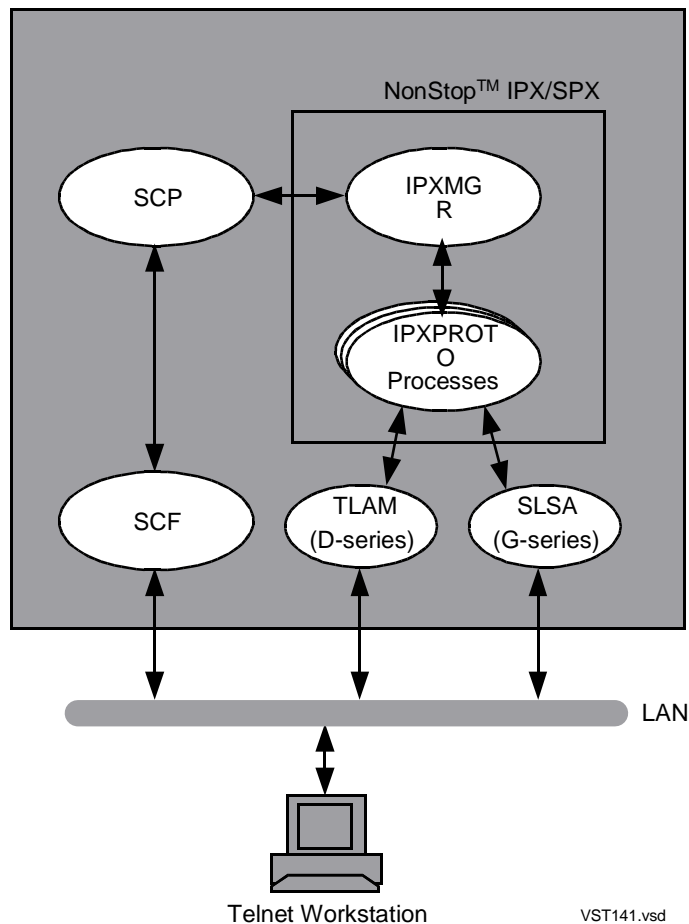 NonStop™ IPX/SPX
SCP
IPXMG
R
IPXPROT
O
Processes
SCF
TLAM
(D-series)
SLSA
(G-series)
LAN
Telnet Workstation
VST141.vsd